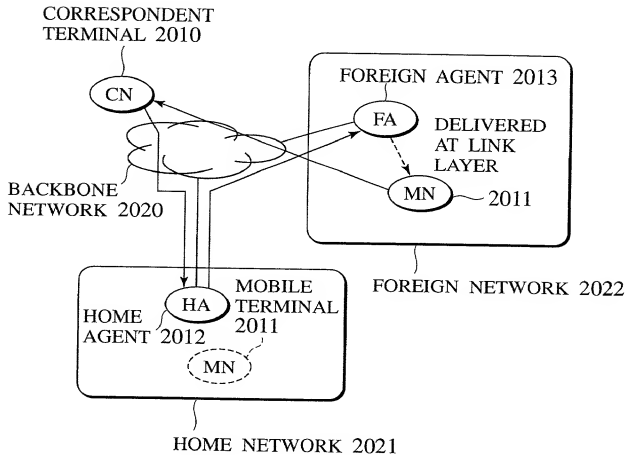 CORRESPONDENT
TERMINAL 2010
CN
FOREIGN AGENT 2013
FA
DELIVERED
AT LINK
LAYER
MN
2011
BACKBONE
NETWORK 2020
FOREIGN NETWORK 2022
HA
MOBILE
TERMINAL
2011
HOME
AGENT 2012
MN
HOME NETWORK 2021